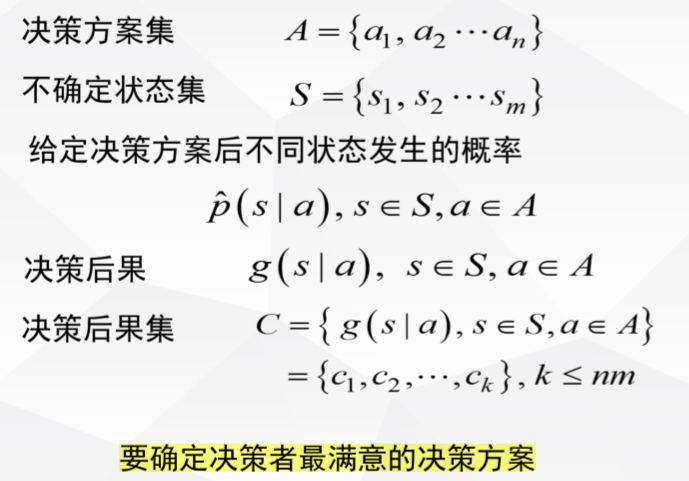 决策方案集 A = {a₁, a₂ ⋯ aₙ}
不确定状态集 S = {s₁, s₂ ⋯ sₘ}
给定决策方案后不同状态发生的概率
p̂(s | a), s ∈ S, a ∈ A
决策后果 g(s | a), s ∈ S, a ∈ A
决策后果集 C = { g(s | a), s ∈ S, a ∈ A}
= {c₁, c₂, ⋯, cₖ}, k ≤ nm
要确定决策者最满意的决策方案